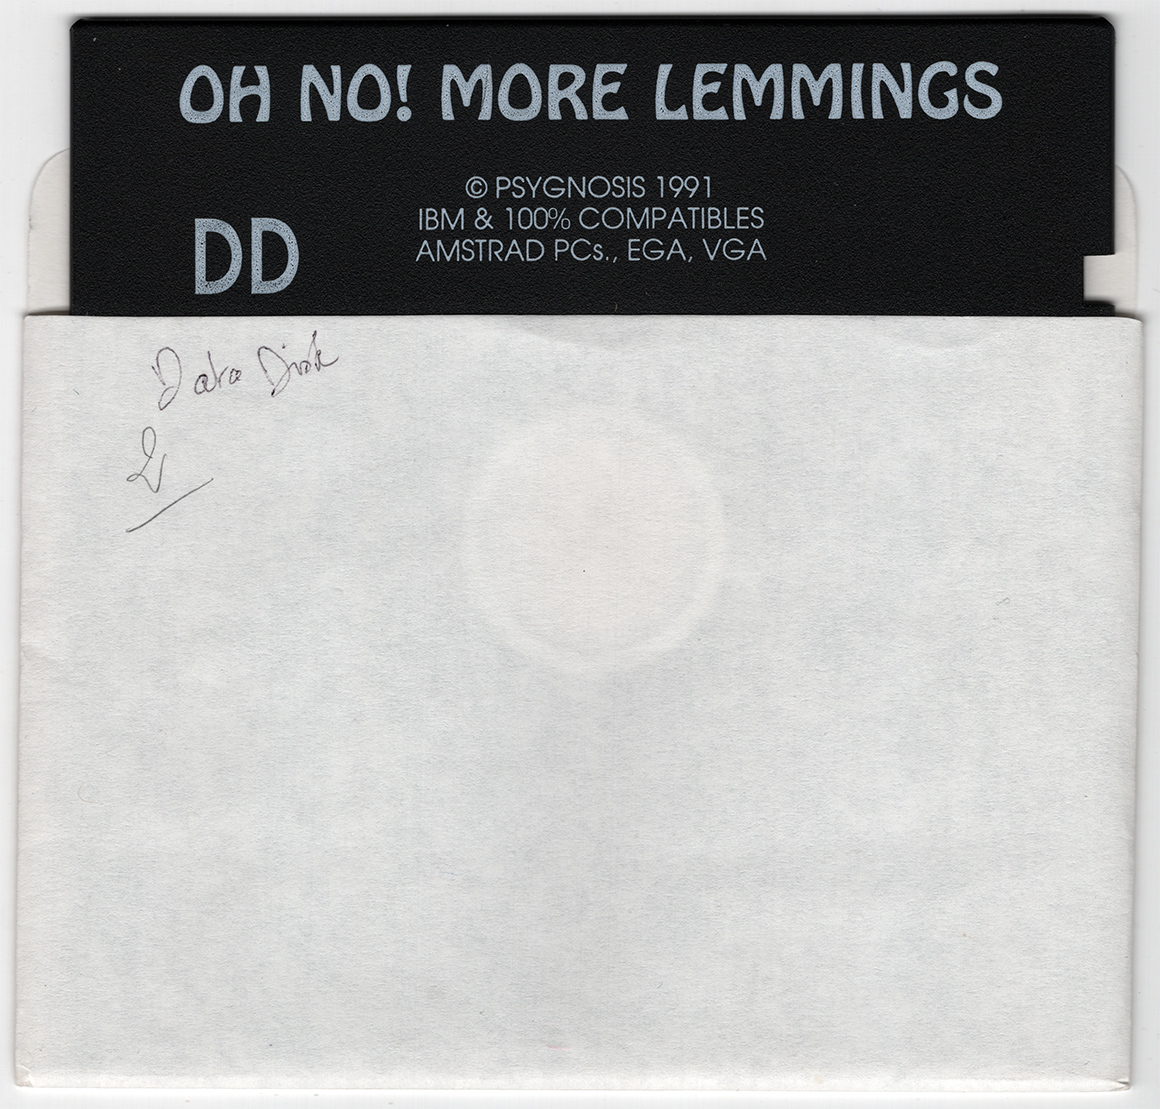 OH NO! MORE LEMMINGS
© PSYGNOSIS 1991
IBM & 100% COMPATIBLES
AMSTRAD PCs., EGA, VGA
DD
Data Disk
2